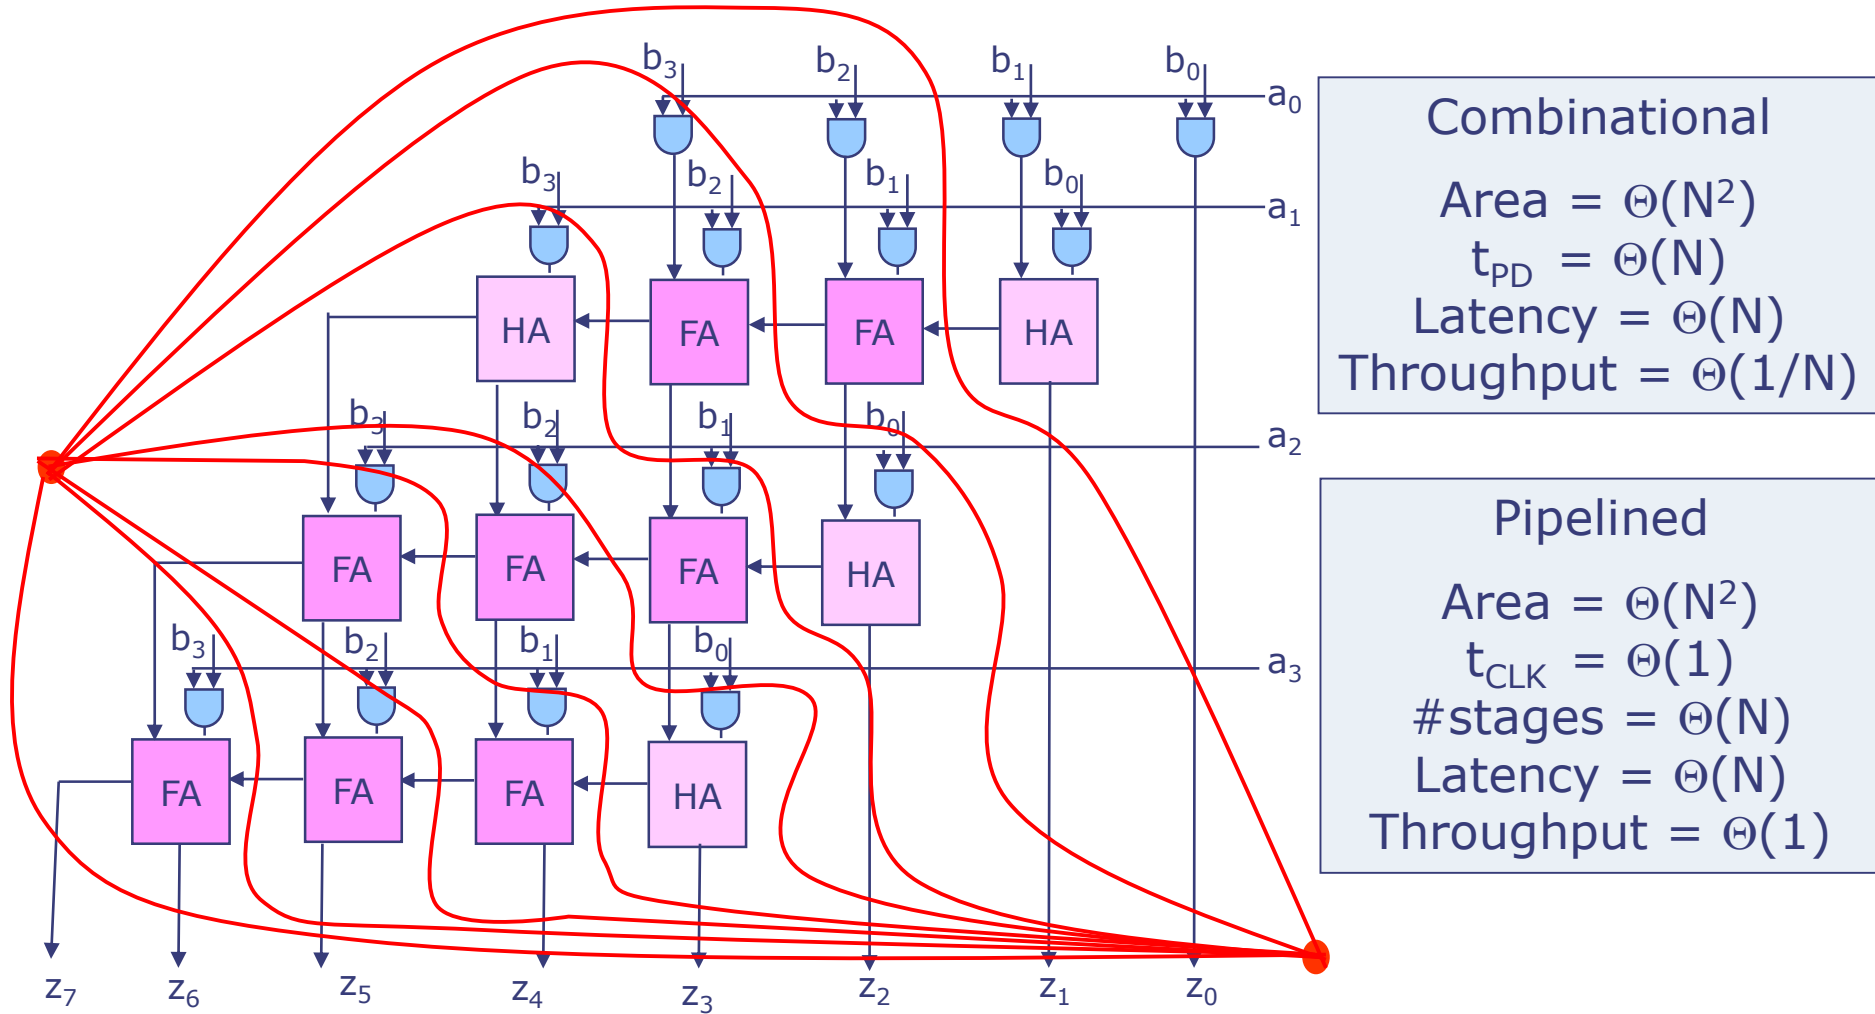 b₃ b₂ b₁ b₀
a₀
b₃ b₂ b₁ b₀
a₁
HA FA FA HA
b₃ b₂ b₁ b₀
a₂
FA FA FA HA
b₃ b₂ b₁ b₀
a₃
FA FA FA HA
z₇ z₆ z₅ z₄ z₃ z₂ z₁ z₀
Combinational
Area = Θ(N²)
t_PD = Θ(N)
Latency = Θ(N)
Throughput = Θ(1/N)
Pipelined
Area = Θ(N²)
t_CLK = Θ(1)
#stages = Θ(N)
Latency = Θ(N)
Throughput = Θ(1)